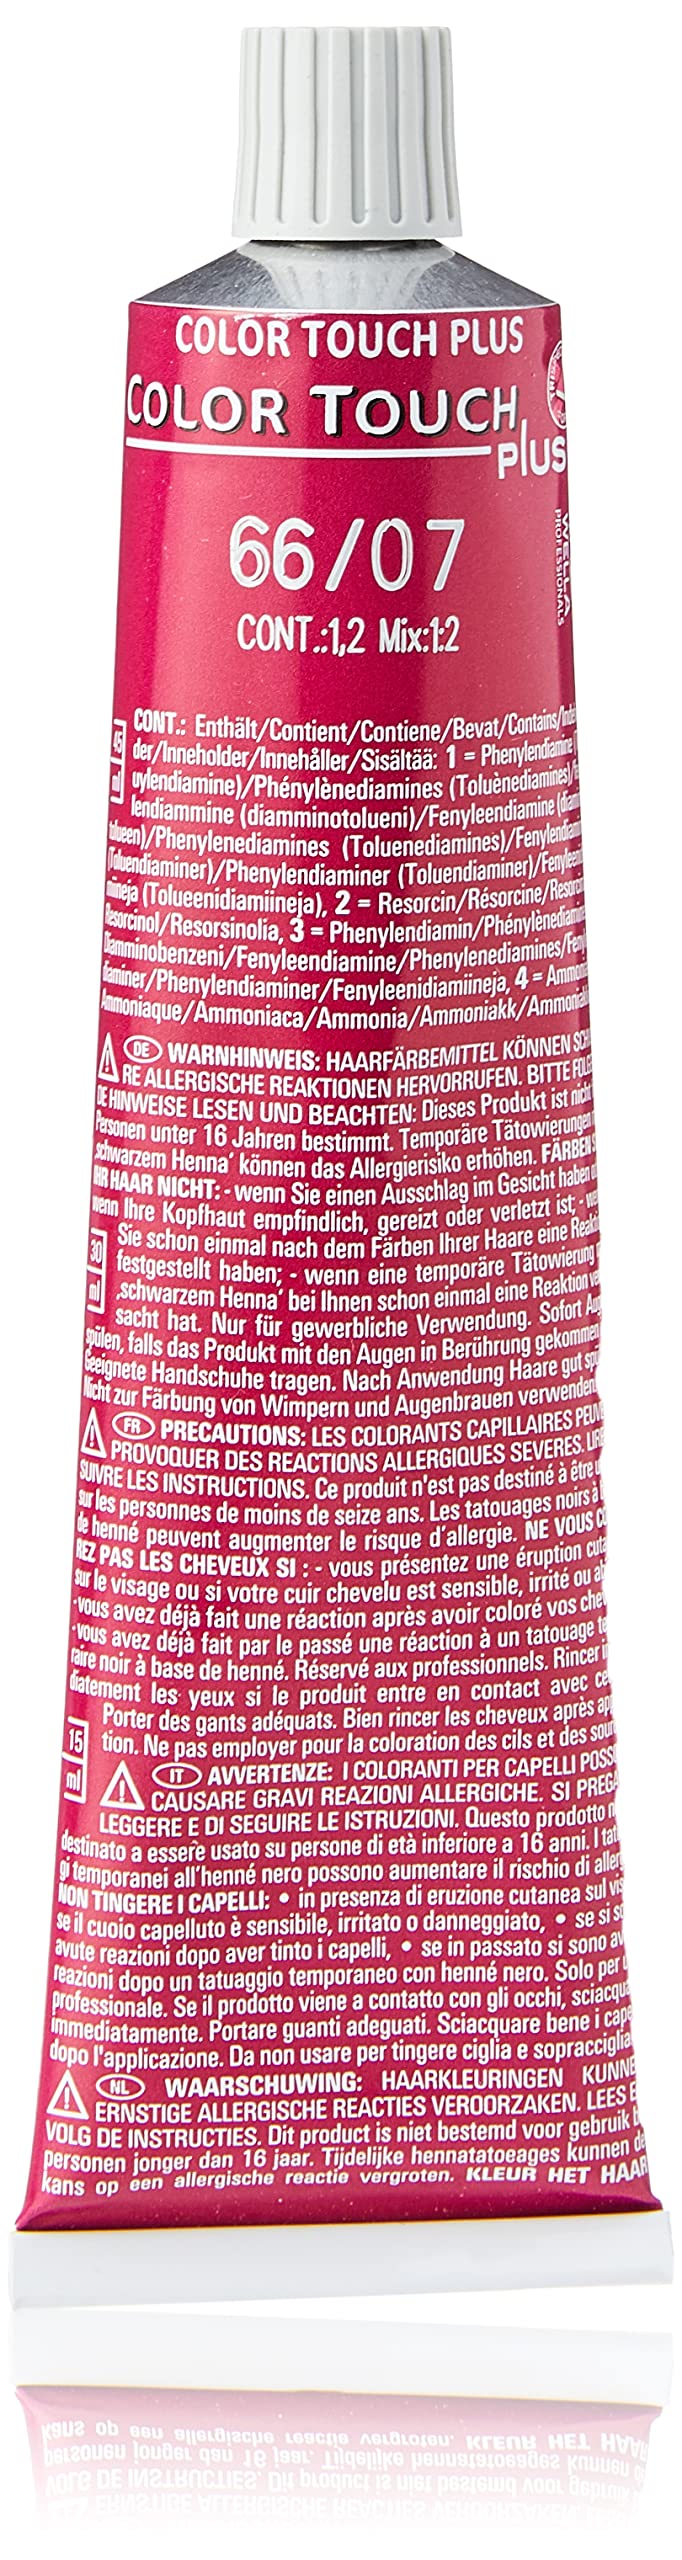 COLOR TOUCH PLUS
COLOR TOUCH
plus
WELLA
PROFESSIONALS
66/07
CONT.:1,2 Mix:1:2
45 ml
CONT.: Enthält/Contient/Contiene/Bevat/Contains/
der/Inneholder/Innehåller/Sisältää: 1 = Phenylendiamine
uylendiamine)/Phénylènediamines (Toluènediamines)/
lendiammine (diamminotolueni)/Fenyleendiamine
tolueen)/Phenylenediamines (Toluenediamines)/
(Toluendiaminer)/Phenylendiaminer (Toluendiaminer)/
mineja (Tolueenidiamiineja), 2 = Resorcin/Résorcine/
Resorcinol/Resorsinolia, 3 = Phenylendiamin/
Diamminobenzeni/Fenyleendiamine/Phenylenediamines/
diaminer/Phenylendiaminer/Fenyleenidiamiineja, 4 =
Ammoniaque/Ammoniaca/Ammonia/Ammoniakk/
DE WARNHINWEIS: HAARFÄRBEMITTEL KÖNNEN
RE ALLERGISCHE REAKTIONEN HERVORRUFEN. BITTE
DE HINWEISE LESEN UND BEACHTEN: Dieses Produkt ist nicht
Personen unter 16 Jahren bestimmt. Temporäre Tätowierungen
‚schwarzem Henna‘ können das Allergierisiko erhöhen. FÄRBEN
IHR HAAR NICHT: - wenn Sie einen Ausschlag im Gesicht haben
wenn Ihre Kopfhaut empfindlich, gereizt oder verletzt ist; -
30 ml
Sie schon einmal nach dem Färben Ihrer Haare eine
festgestellt haben; - wenn eine temporäre Tätowierung
‚schwarzem Henna‘ bei Ihnen schon einmal eine Reaktion
sacht hat. Nur für gewerbliche Verwendung. Sofort
spülen, falls das Produkt mit den Augen in Berührung gekommen
Geeignete Handschuhe tragen. Nach Anwendung Haare gut
Nicht zur Färbung von Wimpern und Augenbrauen verwenden.
FR PRECAUTIONS: LES COLORANTS CAPILLAIRES
PROVOQUER DES REACTIONS ALLERGIQUES SEVERES.
SUIVRE LES INSTRUCTIONS. Ce produit n'est pas destiné à être
sur les personnes de moins de seize ans. Les tatouages noirs à
de henné peuvent augmenter le risque d'allergie. NE VOUS
REZ PAS LES CHEVEUX SI : - vous présentez une éruption
sur le visage ou si votre cuir chevelu est sensible, irrité ou
-vous avez déjà fait une réaction après avoir coloré vos
-vous avez déjà fait par le passé une réaction à un tatouage
raire noir à base de henné. Réservé aux professionnels. Rincer
diatement les yeux si le produit entre en contact avec
15 ml
Porter des gants adéquats. Bien rincer les cheveux après
tion. Ne pas employer pour la coloration des cils et des
IT AVVERTENZE: I COLORANTI PER CAPELLI
CAUSARE GRAVI REAZIONI ALLERGICHE. SI
LEGGERE E DI SEGUIRE LE ISTRUZIONI. Questo prodotto
destinato a essere usato su persone di età inferiore a 16 anni. I
gi temporanei all'henné nero possono aumentare il rischio di
NON TINGERE I CAPELLI: • in presenza di eruzione cutanea sul
se il cuoio capelluto è sensibile, irritato o danneggiato, • se si
avute reazioni dopo aver tinto i capelli, • se in passato si sono
reazioni dopo un tatuaggio temporaneo con henné nero. Solo per
professionale. Se il prodotto viene a contatto con gli occhi,
immediatamente. Portare guanti adeguati. Sciacquare bene i
dopo l'applicazione. Da non usare per tingere ciglia e
NL WAARSCHUWING: HAARKLEURINGEN
ERNSTIGE ALLERGISCHE REACTIES VEROORZAKEN. LEES
VOLG DE INSTRUCTIES. Dit product is niet bestemd voor gebruik
personen jonger dan 16 jaar. Tijdelijke hennatatoeages kunnen
kans op een allergische reactie vergroten. KLEUR HET HAAR